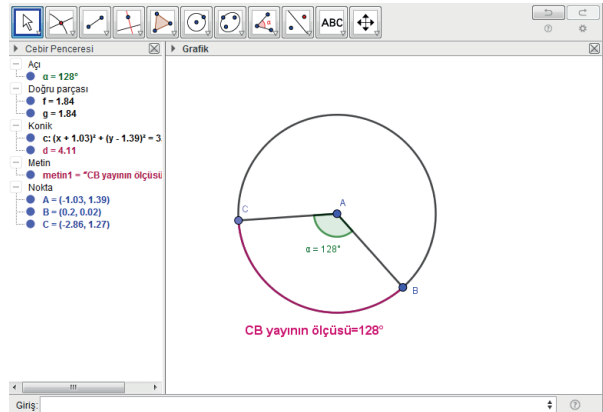 ABC
Cebir Penceresi
Grafik
Açı
α = 128°
Doğru parçası
f = 1.84
g = 1.84
Konik
c: (x + 1.03)² + (y - 1.39)² = 3
d = 4.11
Metin
metin1 = "CB yayının ölçüsü
Nokta
A = (-1.03, 1.39)
B = (0.2, 0.02)
C = (-2.86, 1.27)
A
C
α = 128°
B
CB yayının ölçüsü=128°
Giriş: